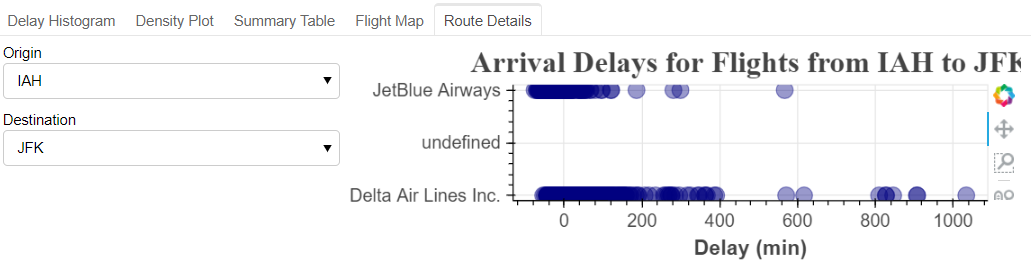 Delay Histogram Density Plot Summary Table Flight Map Route Details
Origin
IAH
Destination
JFK
Arrival Delays for Flights from IAH to JFK
JetBlue Airways
undefined
Delta Air Lines Inc.
0 200 400 600 800 1000
Delay (min)